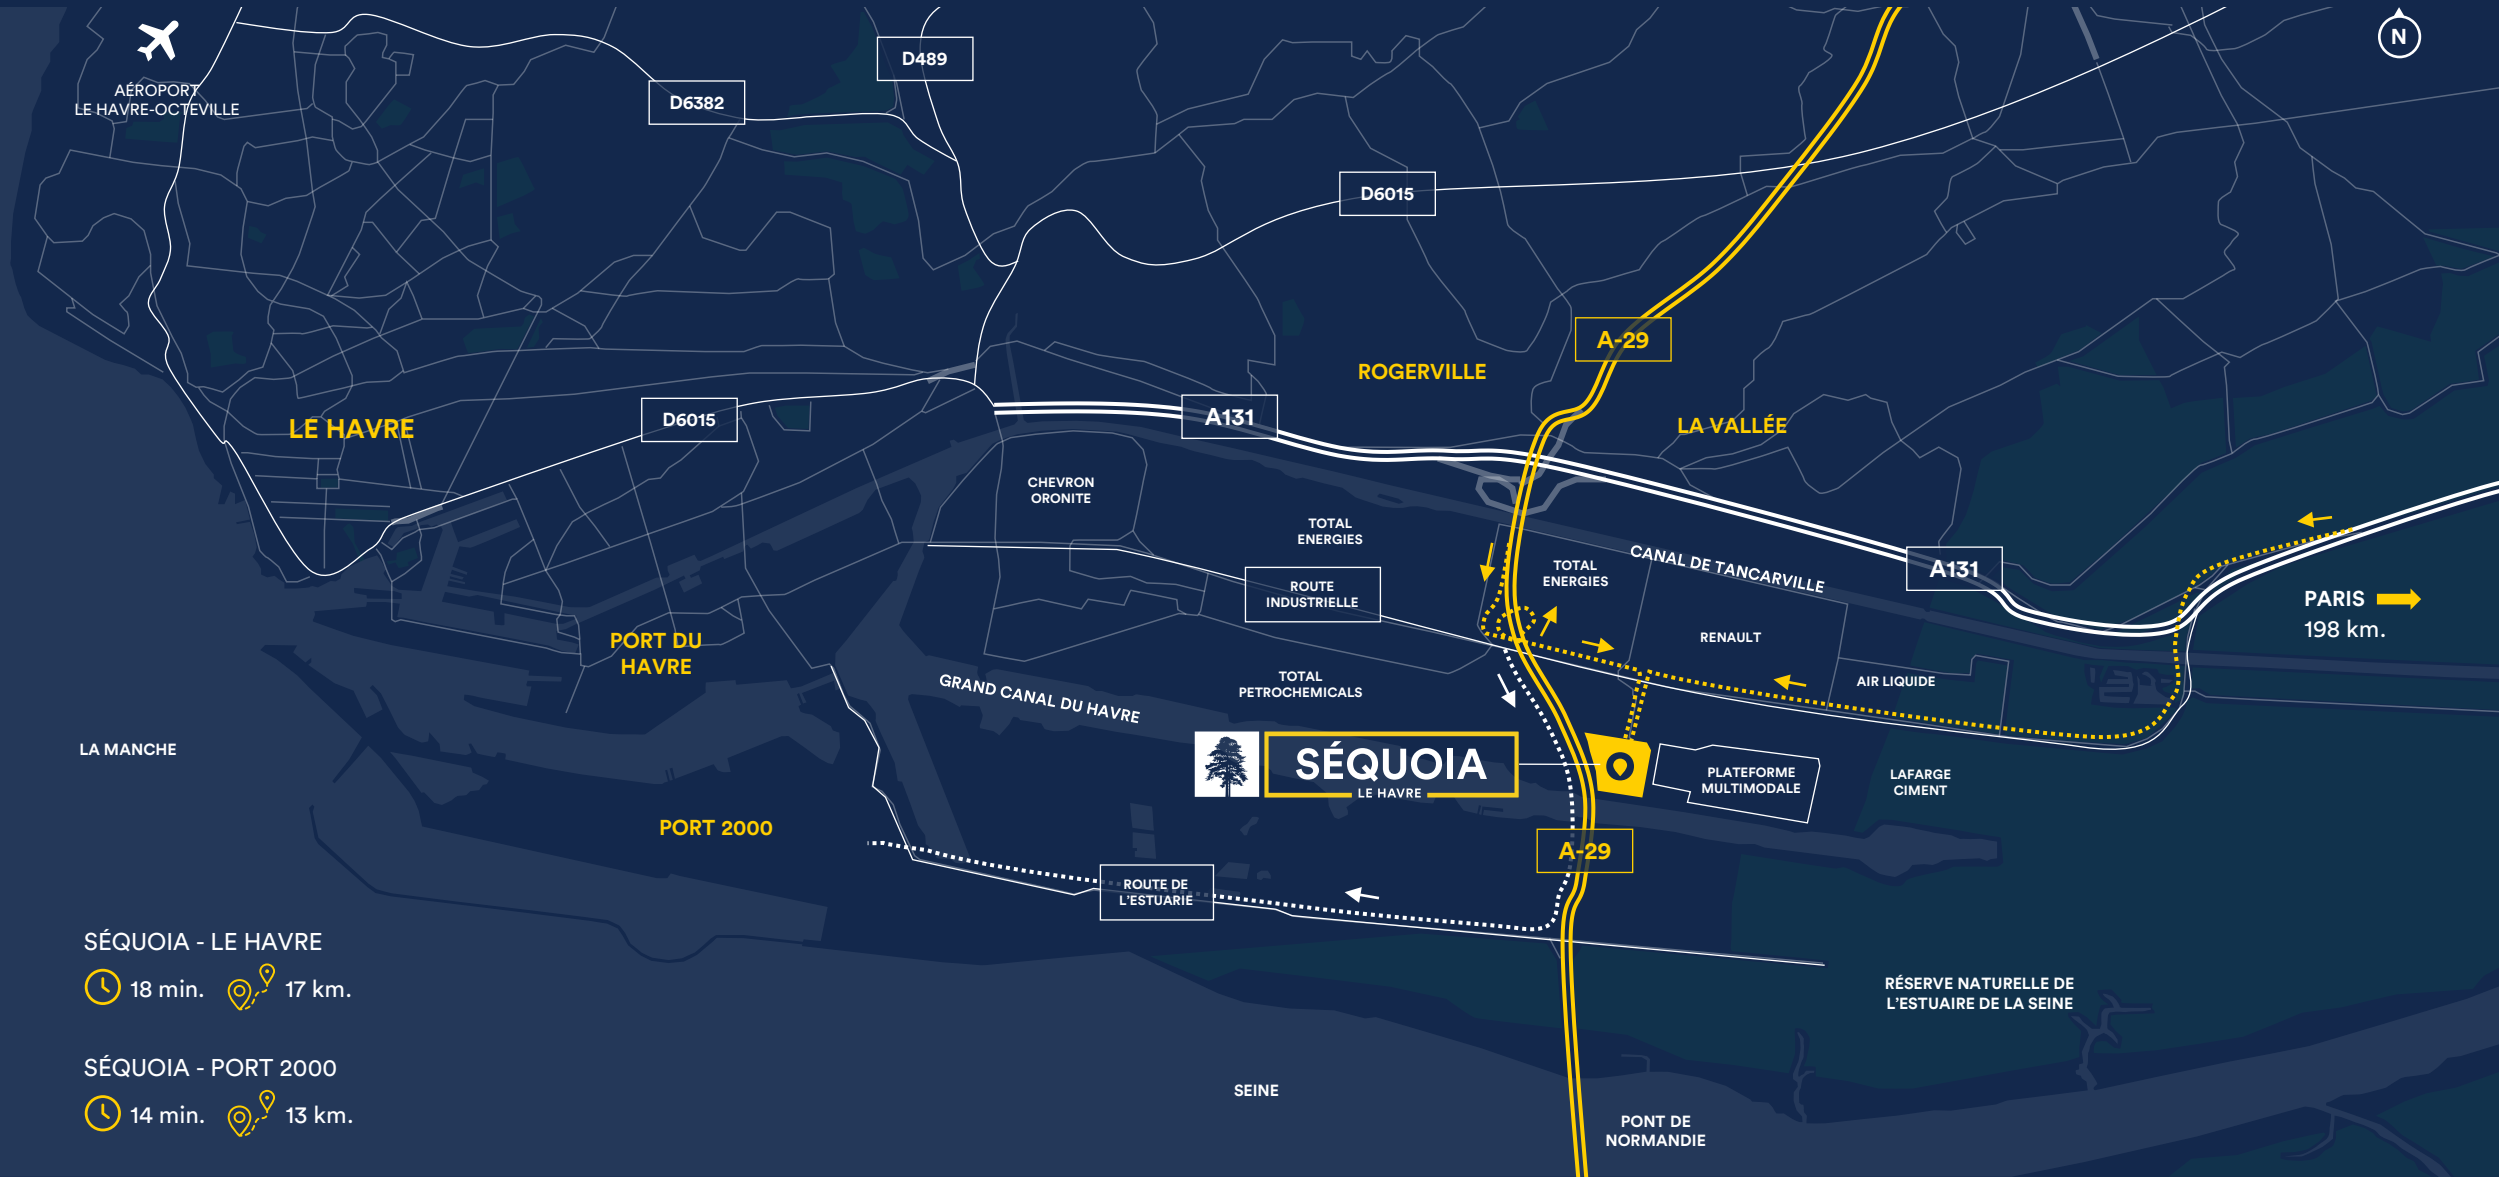 N
AÉROPORT
LE HAVRE-OCTEVILLE
D489
D6382
D6015
A-29
ROGERVILLE
LE HAVRE
D6015
A131
LA VALLÉE
CHEVRON
ORONITE
TOTAL
ENERGIES
CANAL DE TANCARVILLE
TOTAL
ENERGIES
A131
ROUTE
INDUSTRIELLE
PARIS
198 km.
RENAULT
PORT DU
HAVRE
GRAND CANAL DU HAVRE
TOTAL
PETROCHEMICALS
AIR LIQUIDE
LA MANCHE
SÉQUOIA
LE HAVRE
PLATEFORME
MULTIMODALE
LAFARGE
CIMENT
PORT 2000
A-29
ROUTE DE
L'ESTUARIE
SÉQUOIA - LE HAVRE
18 min.
17 km.
RÉSERVE NATURELLE DE
L'ESTUAIRE DE LA SEINE
SÉQUOIA - PORT 2000
14 min.
13 km.
SEINE
PONT DE
NORMANDIE